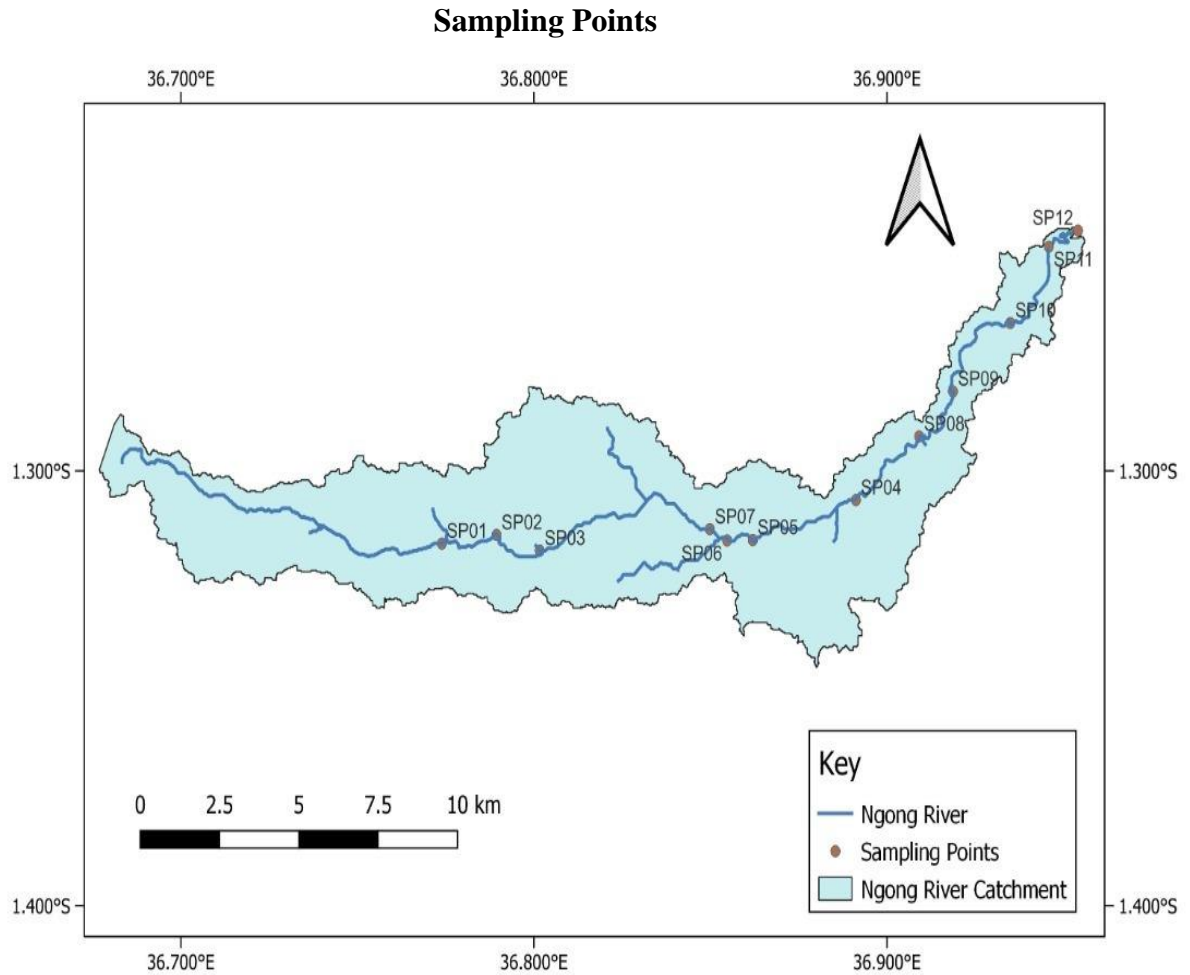 Sampling Points
36.700°E 36.800°E 36.900°E
SP12
SP11
SP10
SP09
SP08
1.300°S 1.300°S
SP04
SP01 SP02 SP03 SP07 SP05
SP06
Key
0 2.5 5 7.5 10 km
Ngong River
Sampling Points
Ngong River Catchment
1.400°S 1.400°S
36.700°E 36.800°E 36.900°E